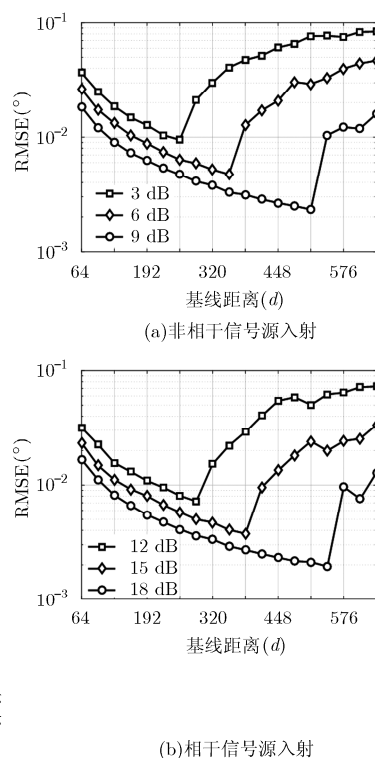 10⁻¹
10⁻²
10⁻³
RMSE(°)
3 dB
6 dB
9 dB
64 192 320 448 576
基线距离(d)
(a)非相干信号源入射
10⁻¹
10⁻²
10⁻³
RMSE(°)
12 dB
15 dB
18 dB
64 192 320 448 576
基线距离(d)
(b)相干信号源入射